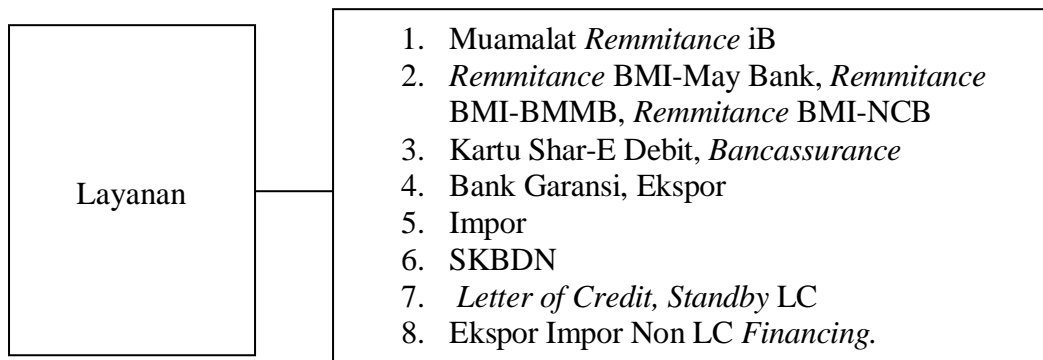 Layanan
1. Muamalat Remmitance iB
2. Remmitance BMI-May Bank, Remmitance
BMI-BMMB, Remmitance BMI-NCB
3. Kartu Shar-E Debit, Bancassurance
4. Bank Garansi, Ekspor
5. Impor
6. SKBDN
7. Letter of Credit, Standby LC
8. Ekspor Impor Non LC Financing.